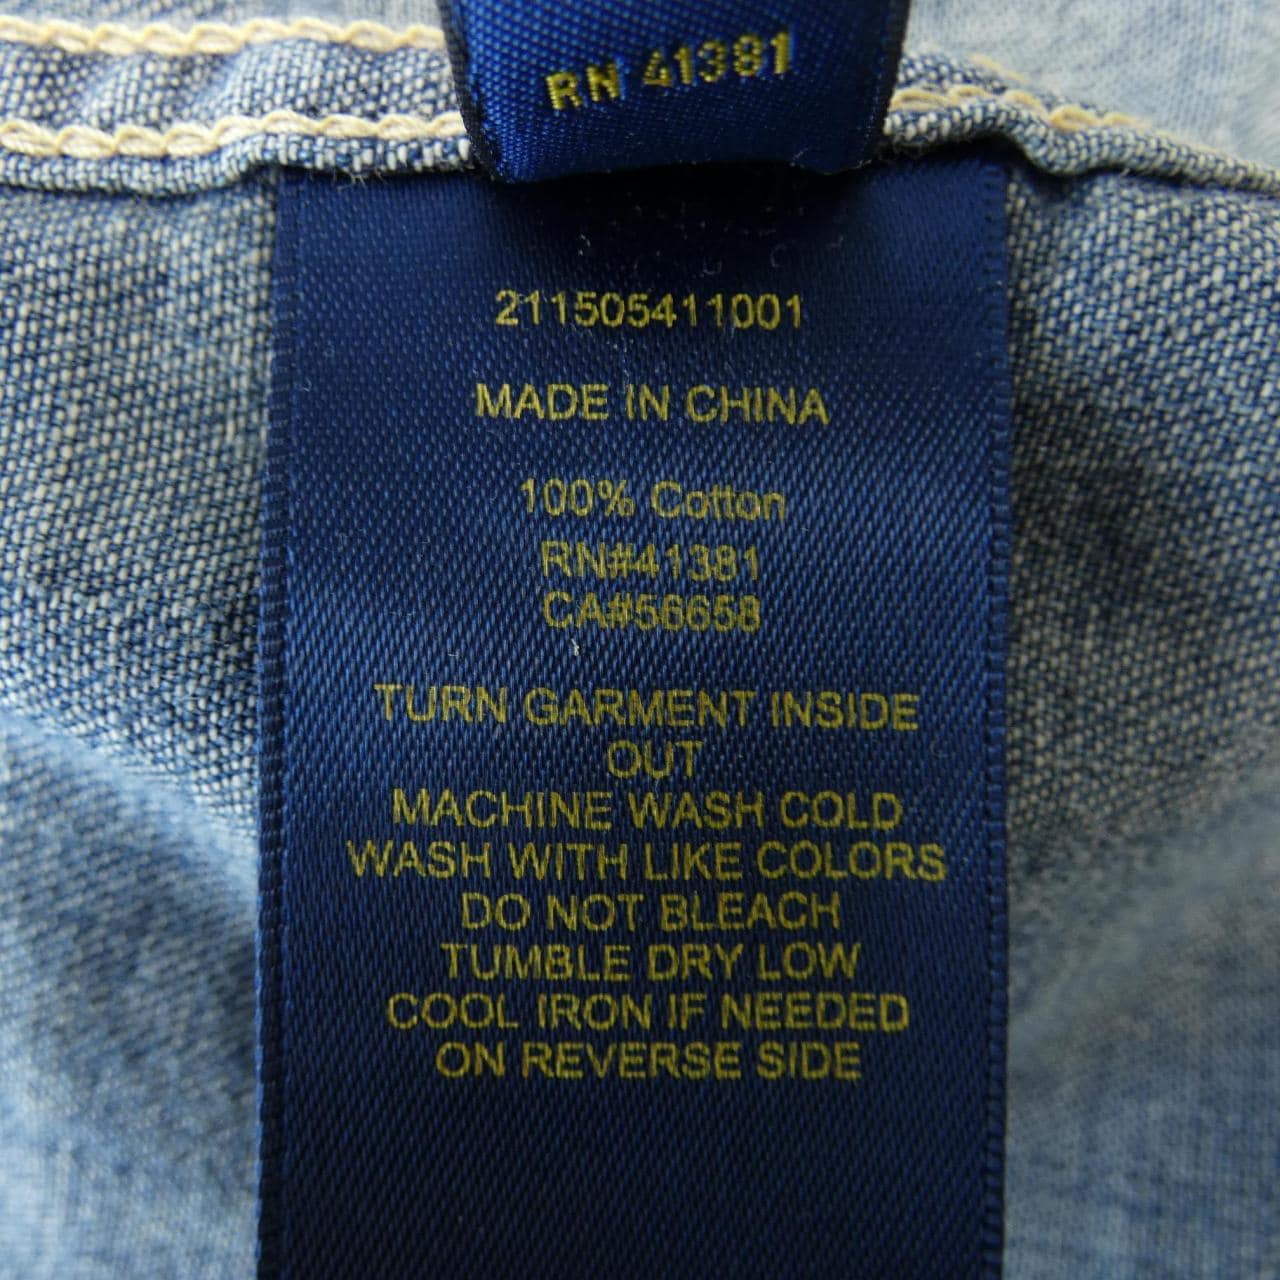 RN 41381
211505411001
MADE IN CHINA
100% Cotton
RN#41381
CA#56658
TURN GARMENT INSIDE
OUT
MACHINE WASH COLD
WASH WITH LIKE COLORS
DO NOT BLEACH
TUMBLE DRY LOW
COOL IRON IF NEEDED
ON REVERSE SIDE